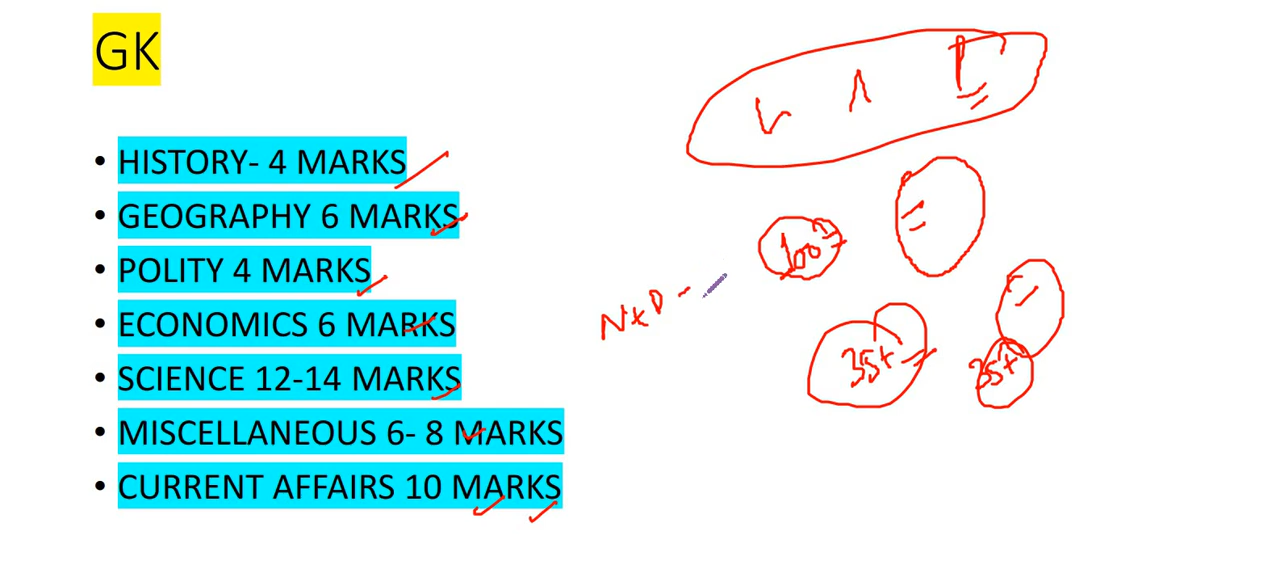 GK
• HISTORY- 4 MARKS
• GEOGRAPHY 6 MARKS
• POLITY 4 MARKS
• ECONOMICS 6 MARKS
• SCIENCE 12-14 MARKS
• MISCELLANEOUS 6- 8 MARKS
• CURRENT AFFAIRS 10 MARKS
100
35+
35+